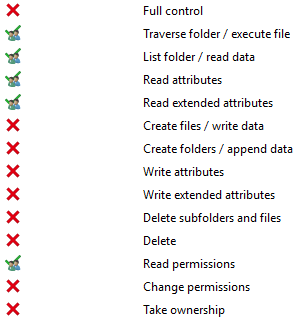 Full control
Traverse folder / execute file
List folder / read data
Read attributes
Read extended attributes
Create files / write data
Create folders / append data
Write attributes
Write extended attributes
Delete subfolders and files
Delete
Read permissions
Change permissions
Take ownership